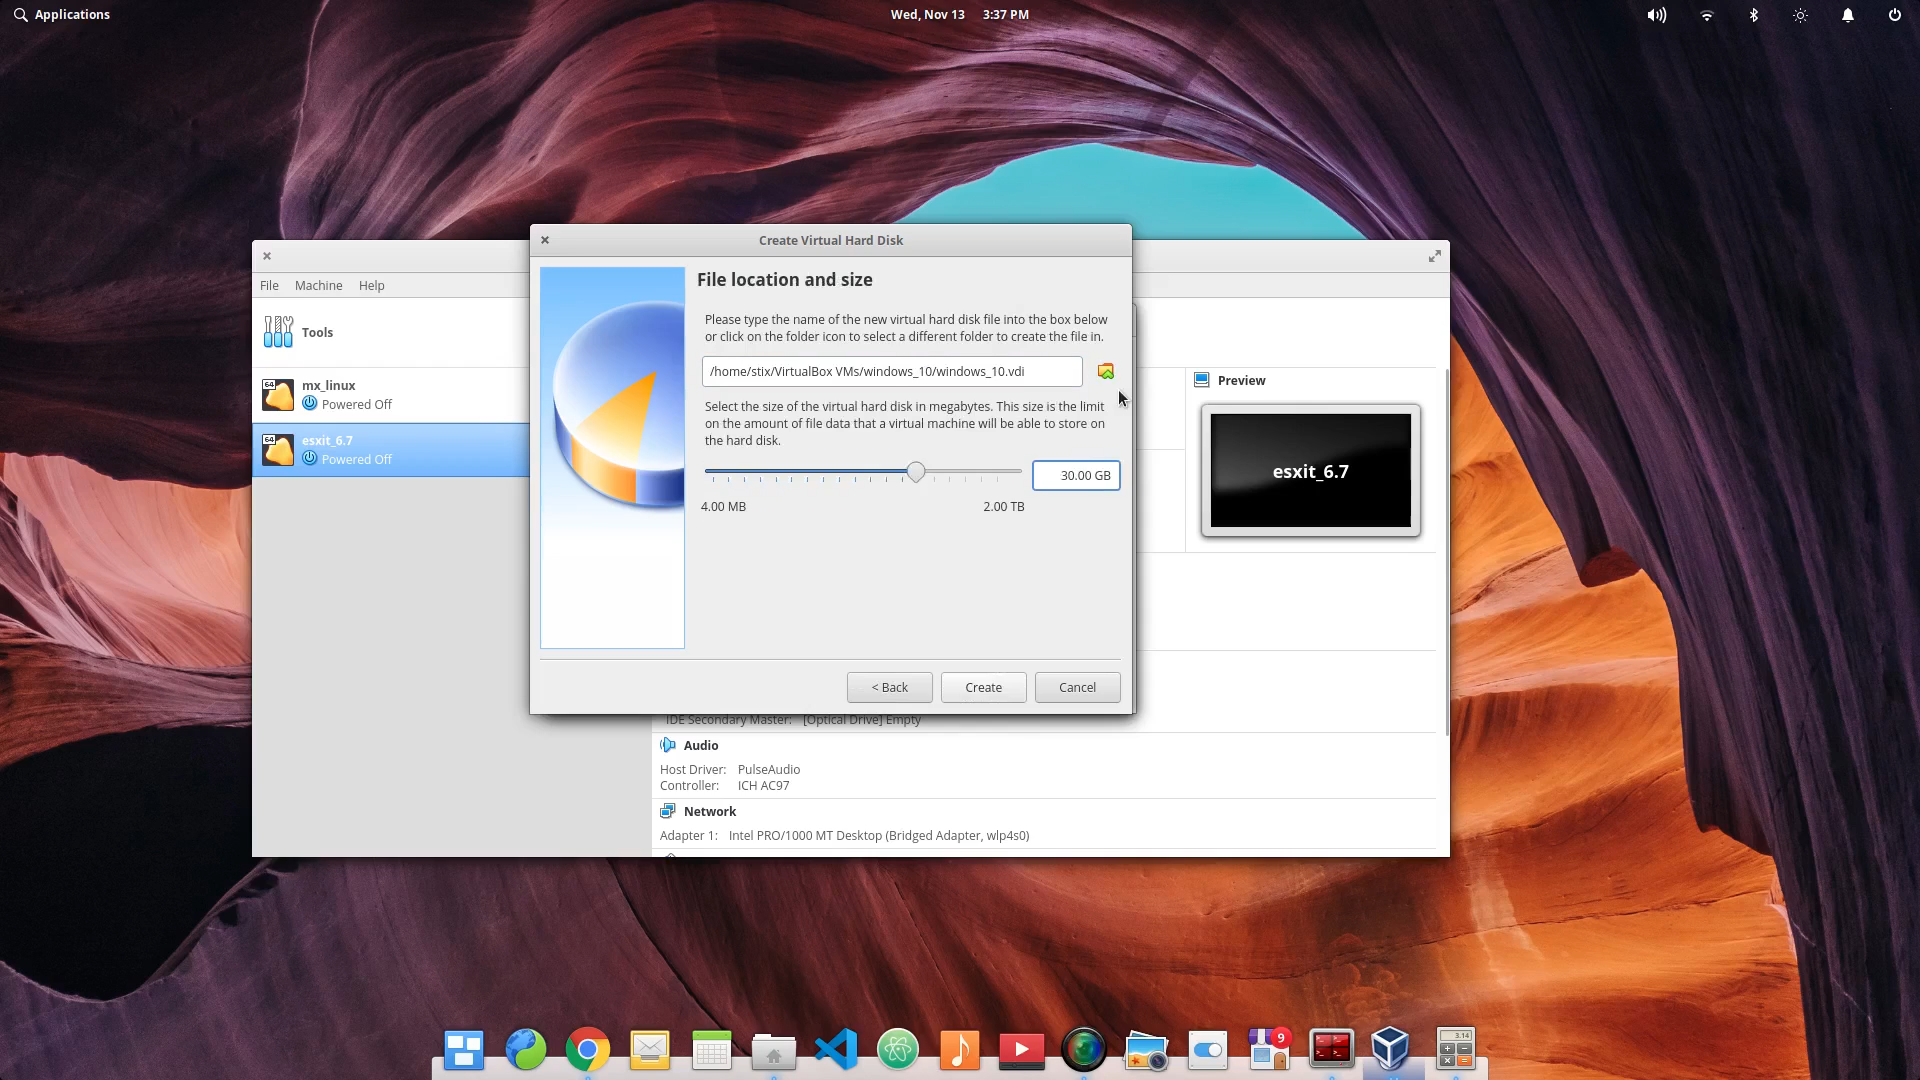 Applications
Wed, Nov 13 3:37 PM
Create Virtual Hard Disk
File Machine Help
Tools
64
mx_linux
Powered Off
64
esxit_6.7
Powered Off
File location and size
Please type the name of the new virtual hard disk file into the box below
or click on the folder icon to select a different folder to create the file in.
/home/stix/VirtualBox VMs/windows_10/windows_10.vdi
Select the size of the virtual hard disk in megabytes. This size is the limit
on the amount of file data that a virtual machine will be able to store on
the hard disk.
30.00 GB
4.00 MB 2.00 TB
< Back Create Cancel
Preview
esxit_6.7
IDE Secondary Master: [Optical Drive] Empty
Audio
Host Driver: PulseAudio
Controller: ICH AC97
Network
Adapter 1: Intel PRO/1000 MT Desktop (Bridged Adapter, wlp4s0)
9
3.14